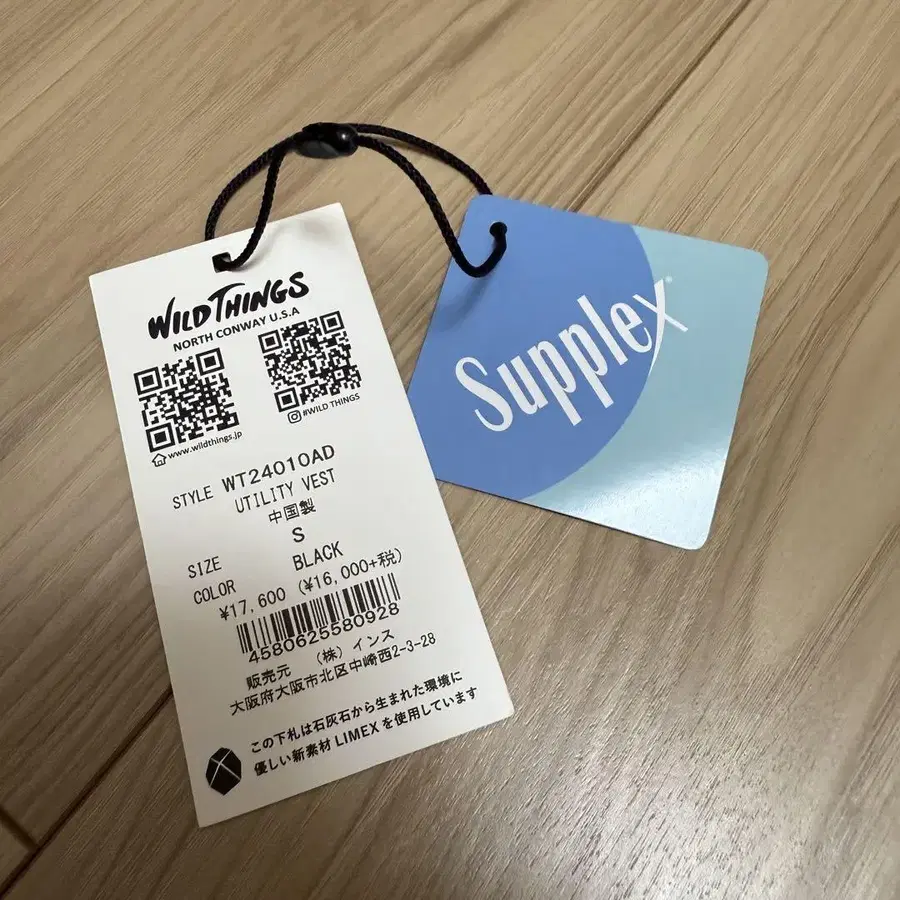 WILDTHINGS
NORTH CONWAY U.S.A
www.wildthings.jp
#WILD THINGS
STYLE WT24010AD
UTILITY VEST
中国製
SIZE S
COLOR BLACK
¥17,600 (¥16,000+税)
4580625580928
販売元 (株)インス
大阪府大阪市北区中崎西2-3-28
この下札は石灰石から生まれた環境に
優しい新素材 LIMEX を使用しています
Supplex®